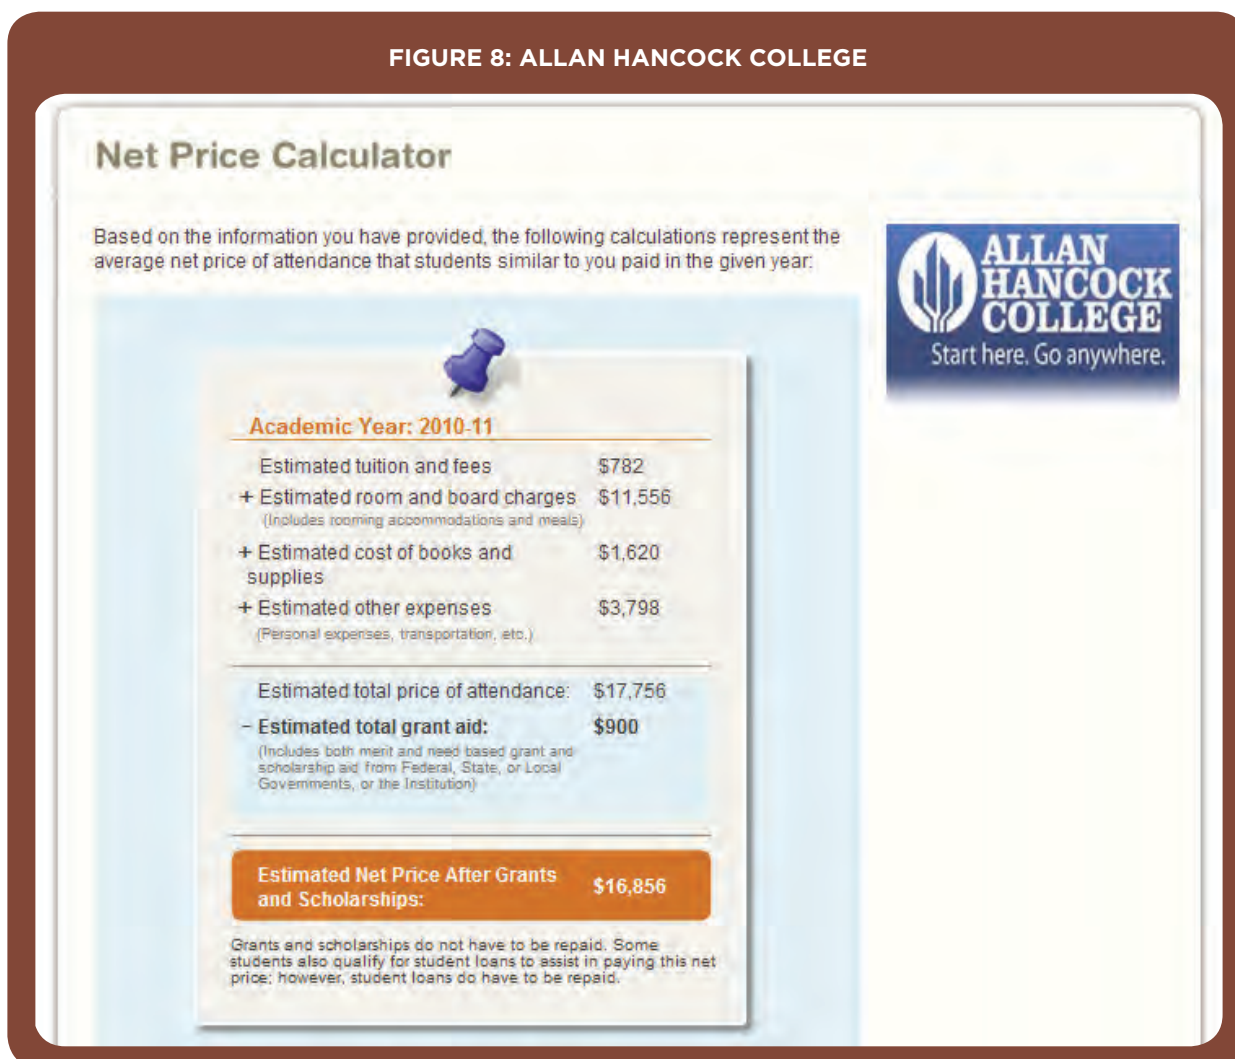 FIGURE 8: ALLAN HANCOCK COLLEGE
Net Price Calculator
Based on the information you have provided, the following calculations represent the
average net price of attendance that students similar to you paid in the given year:
ALLAN
HANCOCK
COLLEGE
Start here. Go anywhere.
Academic Year: 2010-11
Estimated tuition and fees $782
+ Estimated room and board charges $11,556
(Includes rooming accommodations and meals)
+ Estimated cost of books and $1,620
supplies
+ Estimated other expenses $3,798
(Personal expenses, transportation, etc.)
Estimated total price of attendance: $17,756
- Estimated total grant aid: $900
(Includes both merit and need based grant and
scholarship aid from Federal, State, or Local
Governments, or the Institution)
Estimated Net Price After Grants $16,856
and Scholarships:
Grants and scholarships do not have to be repaid. Some
students also qualify for student loans to assist in paying this net
price; however, student loans do have to be repaid.